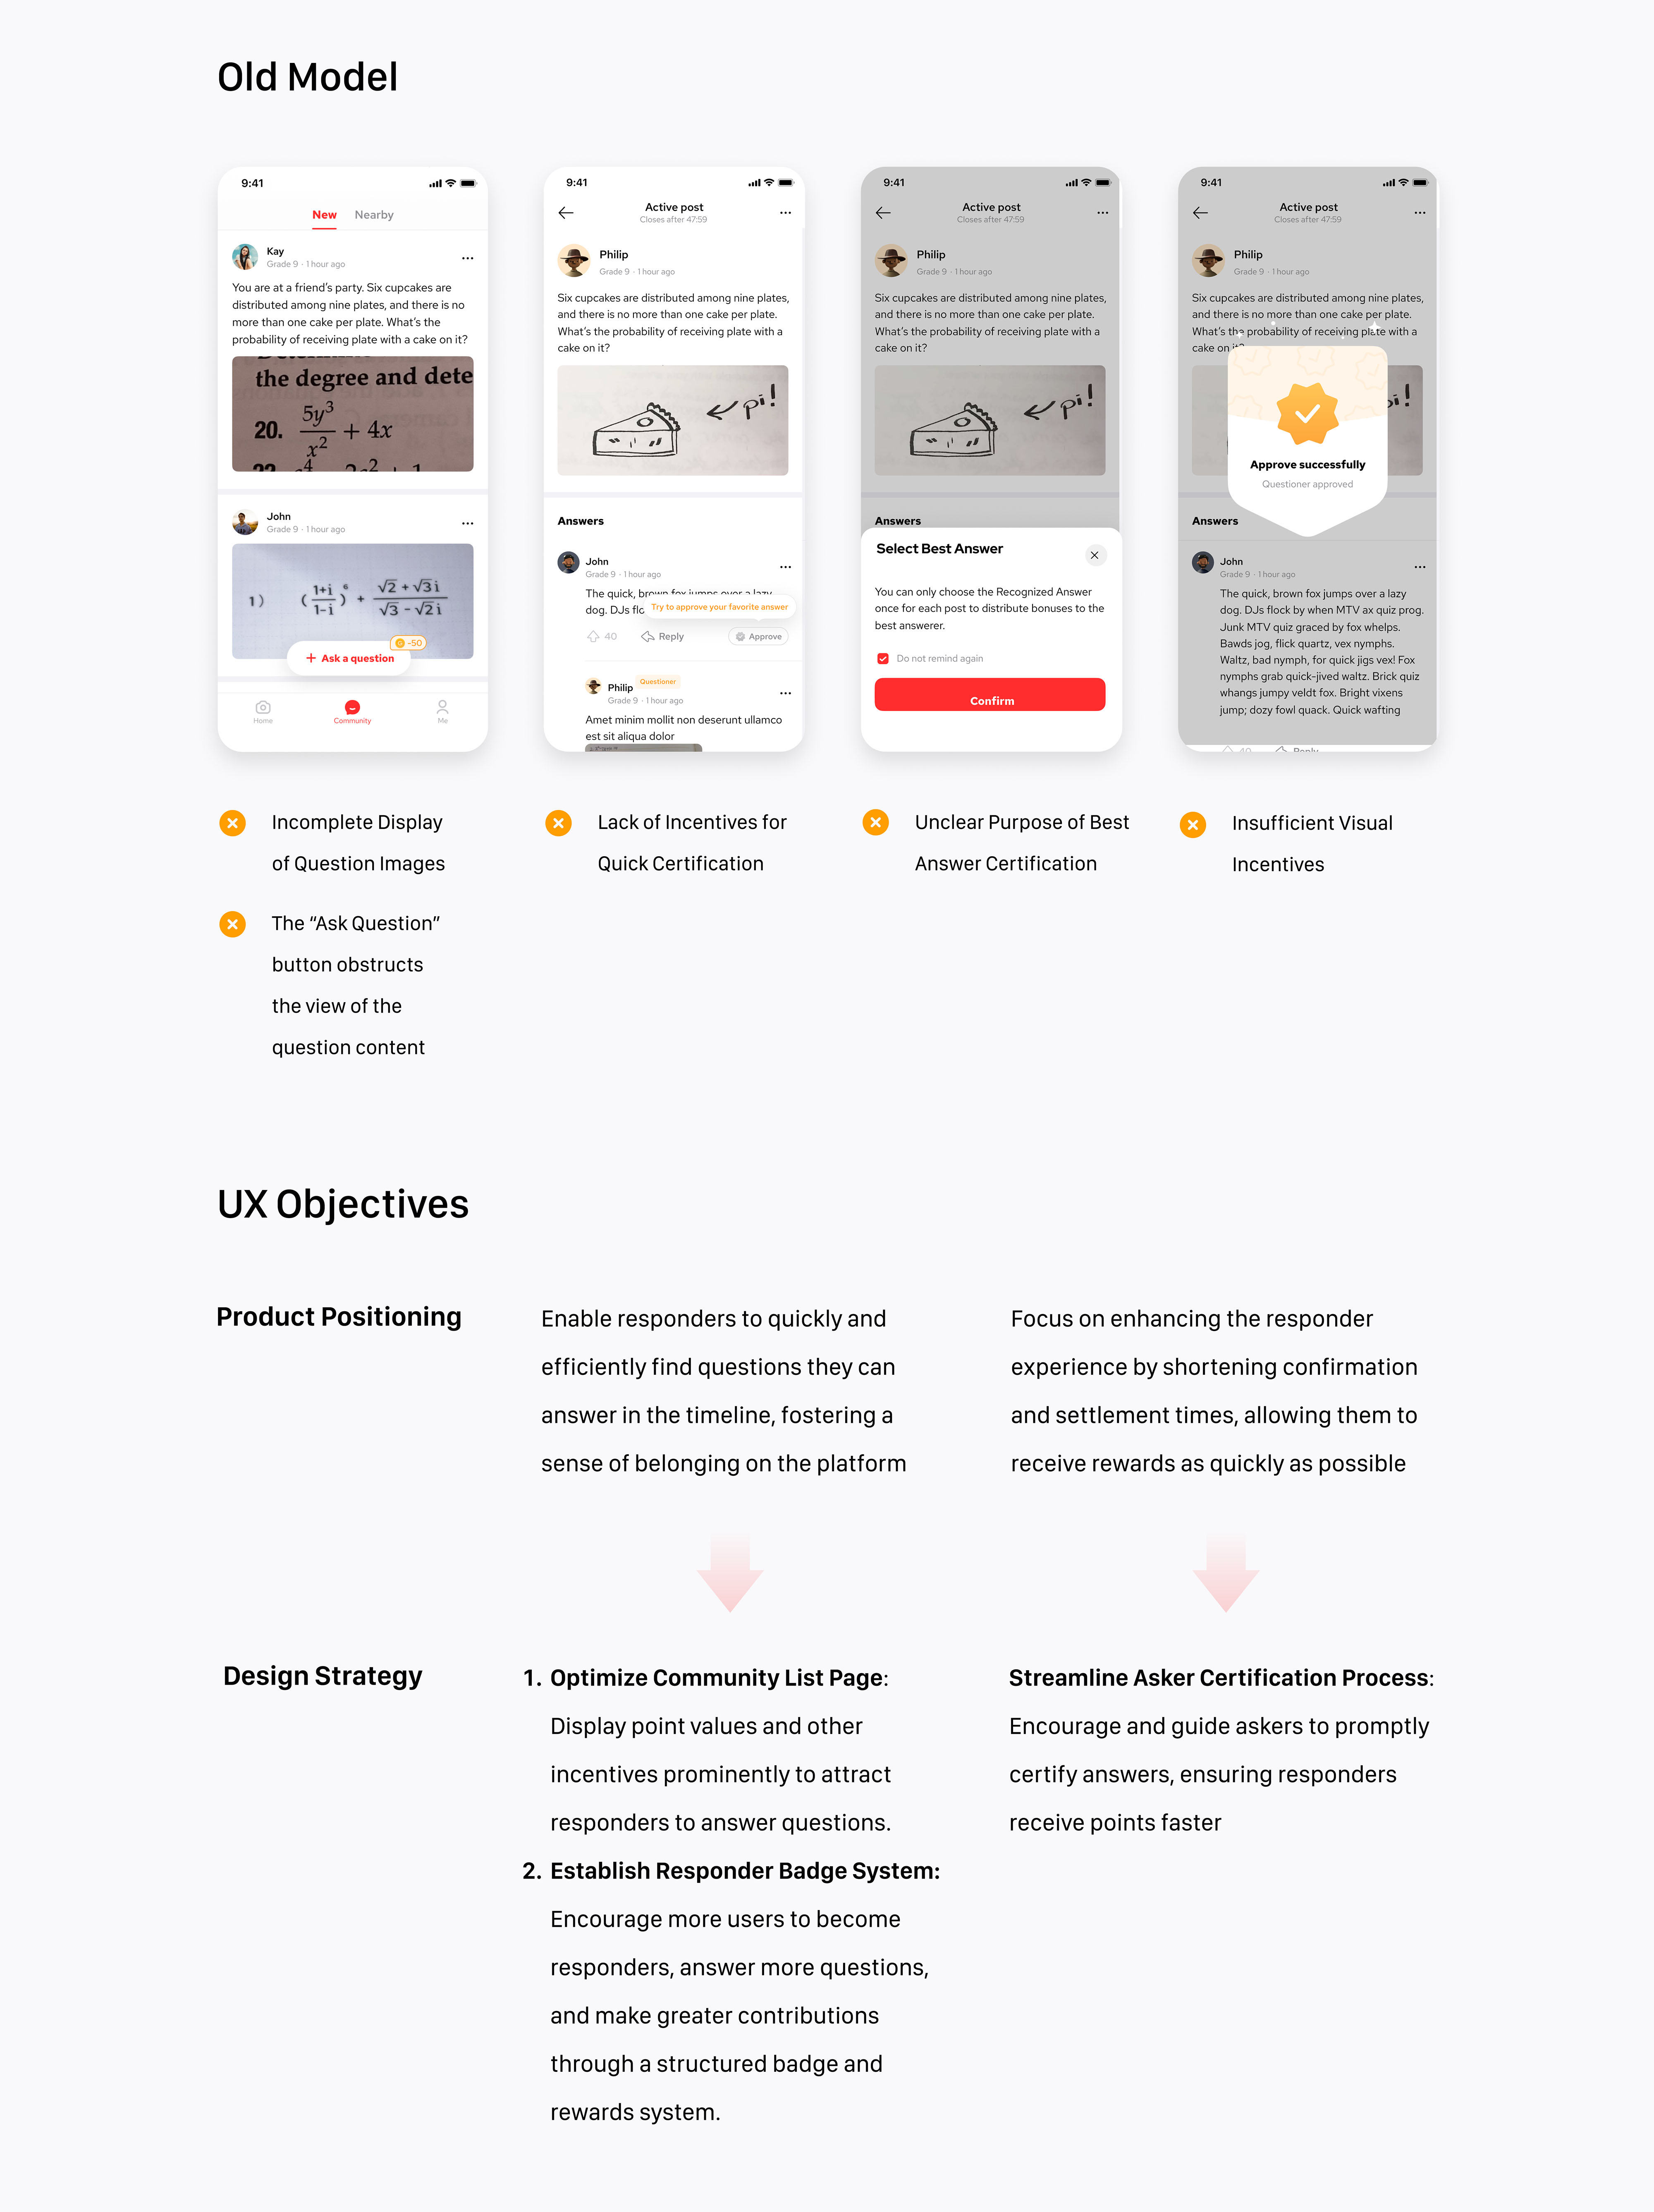 Old Model
9:41
New Nearby
Kay
Grade 9 · 1 hour ago
You are at a friend's party. Six cupcakes are
distributed among nine plates, and there is no
more than one cake per plate. What's the
probability of receiving plate with a cake on it?
the degree and dete
20. 5y³/x² + 4x
John
Grade 9 · 1 hour ago
1) (1+i/1-i)⁶ + √2 + √3i/√3 - √2i
-50
+ Ask a question
Home Community Me
9:41
Active post
Closes after 47:59
Philip
Grade 9 · 1 hour ago
Six cupcakes are distributed among nine plates,
and there is no more than one cake per plate.
What's the probability of receiving plate with a
cake on it?
pi!
Answers
John
Grade 9 · 1 hour ago
The quick, brown fox jumps over a lazy
dog. DJs floc
Try to approve your favorite answer
40 Reply Approve
Philip Questioner
Grade 9 · 1 hour ago
Amet minim mollit non deserunt ullamco
est sit aliqua dolor
9:41
Active post
Closes after 47:59
Philip
Grade 9 · 1 hour ago
Six cupcakes are distributed among nine plates,
and there is no more than one cake per plate.
What's the probability of receiving plate with a
cake on it?
pi!
Answers
Select Best Answer
You can only choose the Recognized Answer
once for each post to distribute bonuses to the
best answerer.
Do not remind again
Confirm
9:41
Active post
Closes after 47:59
Philip
Grade 9 · 1 hour ago
Six cupcakes are distributed among nine plates,
and there is no more than one cake per plate.
What's the probability of receiving plate with a
cake on it?
Approve successfully
Questioner approved
Answers
John
Grade 9 · 1 hour ago
The quick, brown fox jumps over a lazy
dog. DJs flock by when MTV ax quiz prog.
Junk MTV quiz graced by fox whelps.
Bawds jog, flick quartz, vex nymphs.
Waltz, bad nymph, for quick jigs vex! Fox
nymphs grab quick-jived waltz. Brick quiz
whangs jumpy veldt fox. Bright vixens
jump; dozy fowl quack. Quick wafting
40 Reply
Incomplete Display
of Question Images
The “Ask Question”
button obstructs
the view of the
question content
Lack of Incentives for
Quick Certification
Unclear Purpose of Best
Answer Certification
Insufficient Visual
Incentives
UX Objectives
Product Positioning
Enable responders to quickly and
efficiently find questions they can
answer in the timeline, fostering a
sense of belonging on the platform
Focus on enhancing the responder
experience by shortening confirmation
and settlement times, allowing them to
receive rewards as quickly as possible
Design Strategy
1. Optimize Community List Page:
Display point values and other
incentives prominently to attract
responders to answer questions.
2. Establish Responder Badge System:
Encourage more users to become
responders, answer more questions,
and make greater contributions
through a structured badge and
rewards system.
Streamline Asker Certification Process:
Encourage and guide askers to promptly
certify answers, ensuring responders
receive points faster